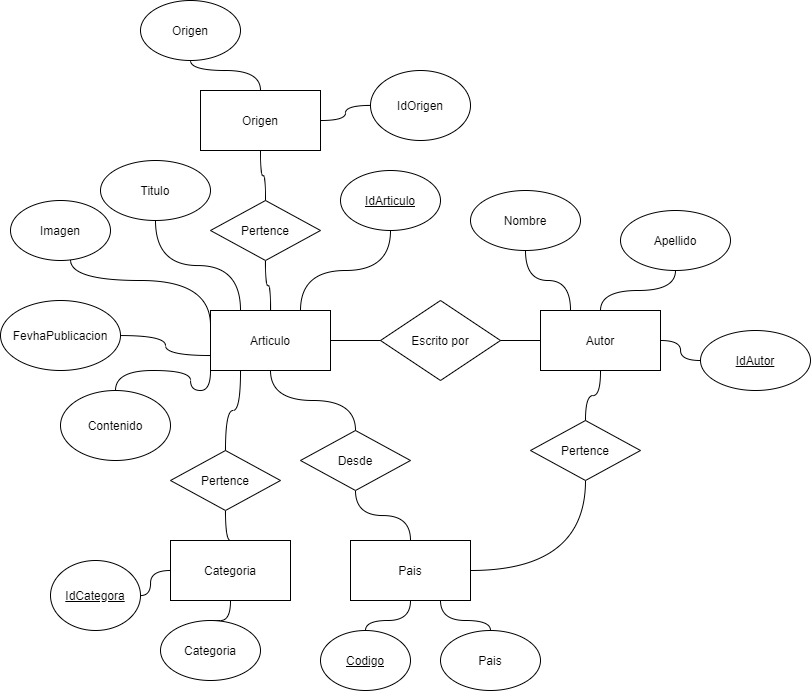 Origen
IdOrigen
Origen
Titulo
IdArticulo
Imagen
Pertence
Nombre
Apellido
FevhaPublicacion
Articulo
Escrito por
Autor
IdAutor
Contenido
Desde
Pertence
Pertence
Categoria
Pais
IdCategora
Categoria
Codigo
Pais